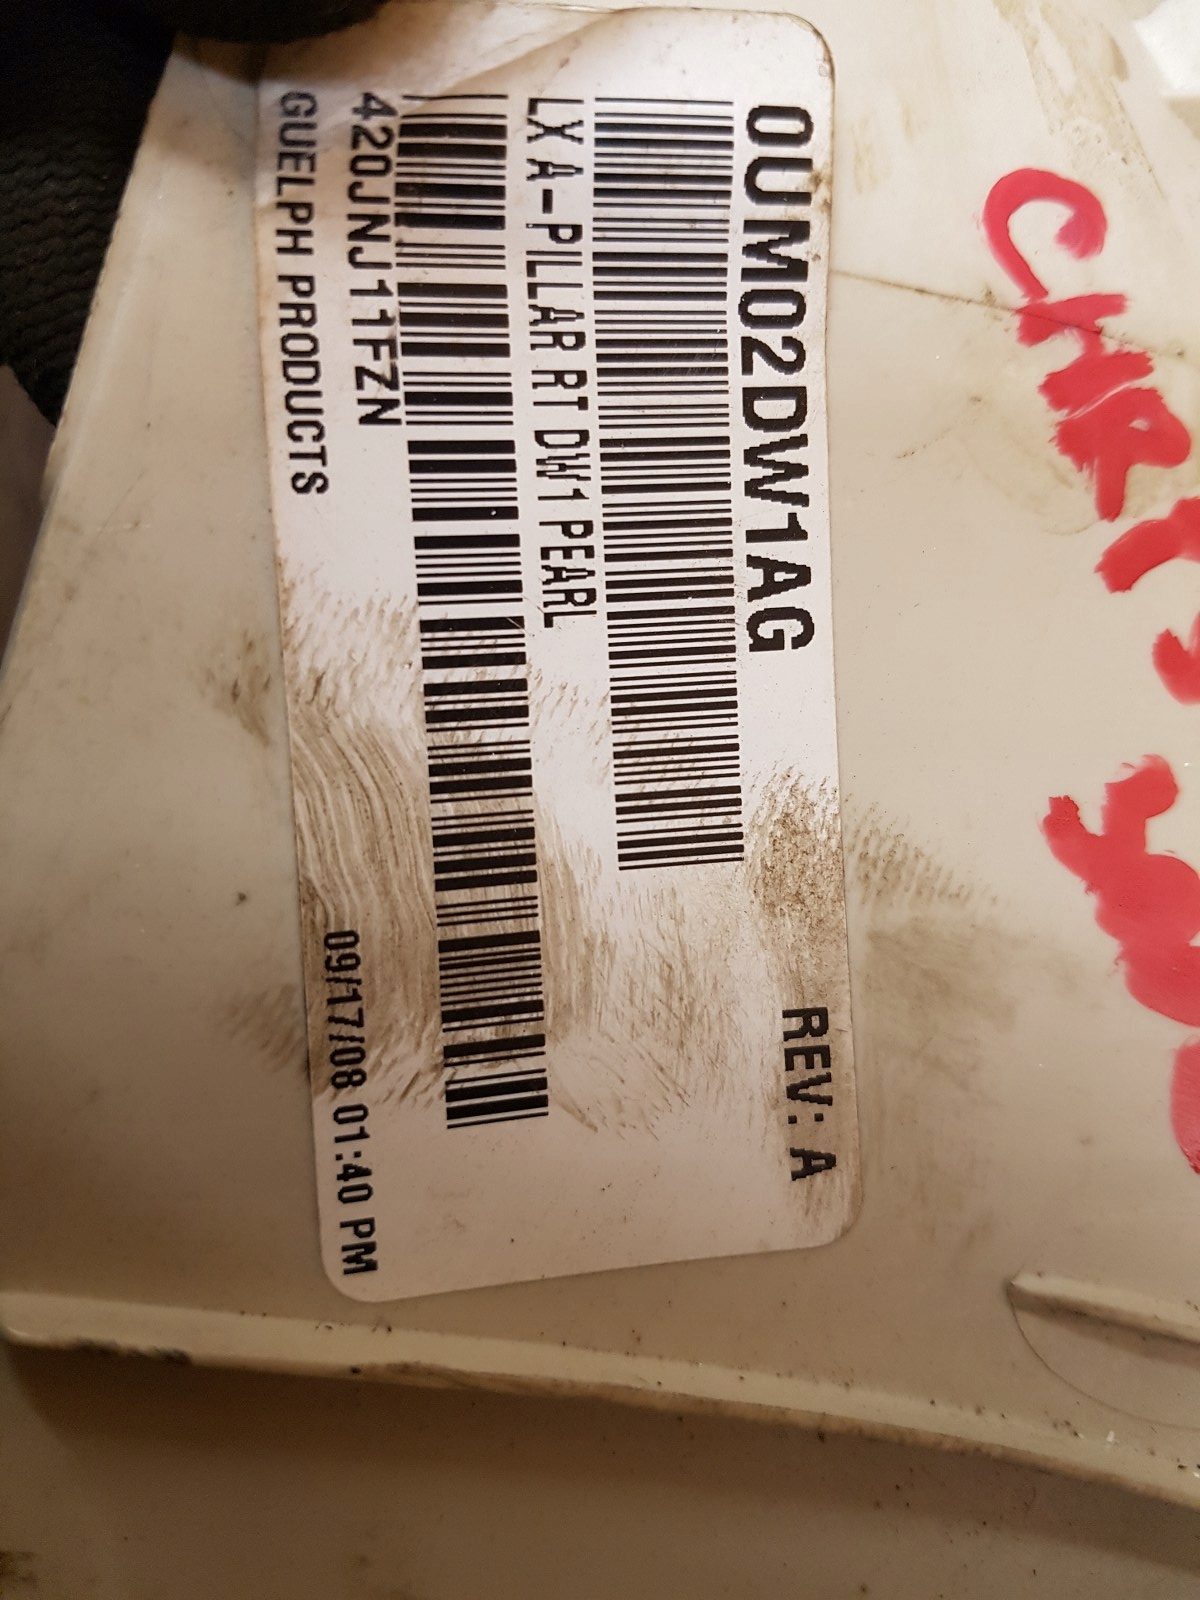 0UM02DW1AG
REV: A
LX A-PILLAR RT DW1 PEARL
420JNJ11FZN
GUELPH PRODUCTS
09/17/08 01:40 PM